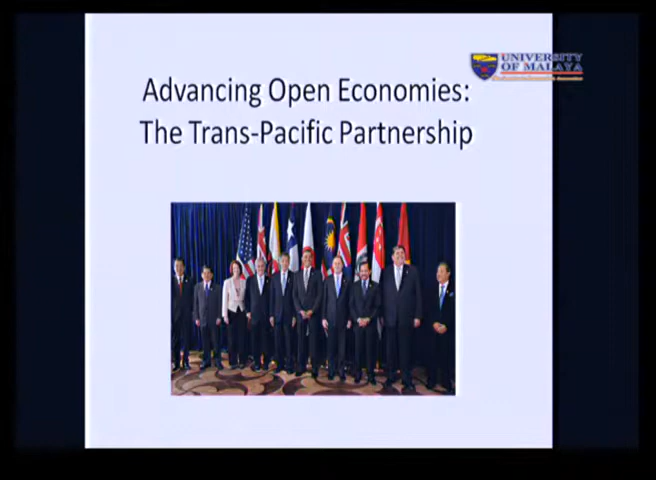 UNIVERSITY
OF MALAYA
Advancing Open Economies:
The Trans-Pacific Partnership